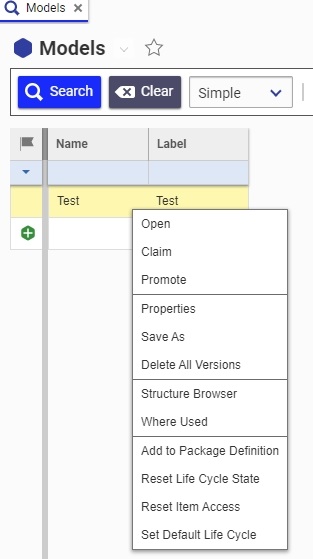 Models
Models
Search
Clear
Simple
Name
Label
Test
Test
Open
Claim
Promote
Properties
Save As
Delete All Versions
Structure Browser
Where Used
Add to Package Definition
Reset Life Cycle State
Reset Item Access
Set Default Life Cycle